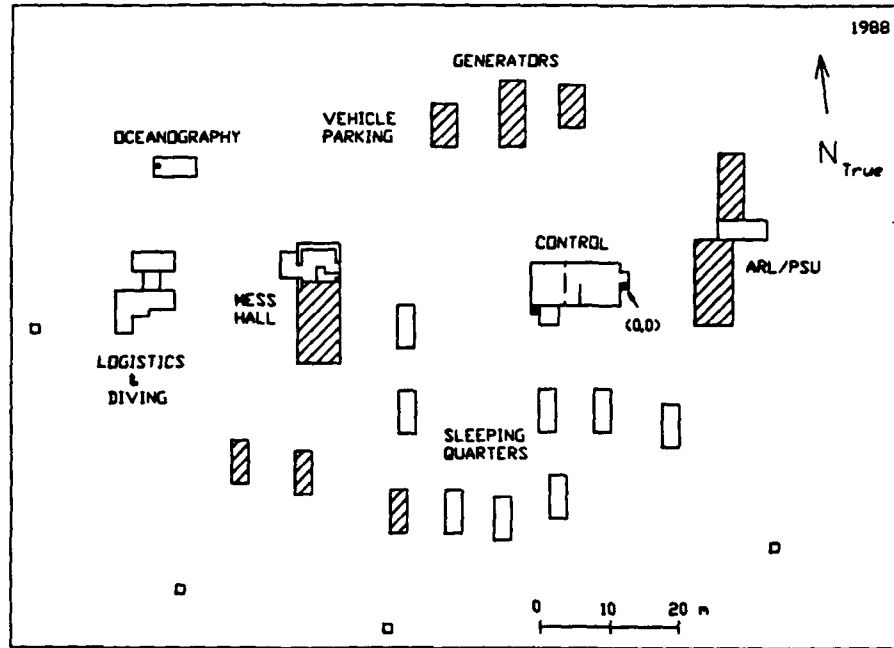 1988
GENERATORS
VEHICLE
PARKING
OCEANOGRAPHY
N True
CONTROL
ARL/PSU
MESS
HALL
(0,0)
LOGISTICS
&
DIVING
SLEEPING
QUARTERS
0 10 20 m